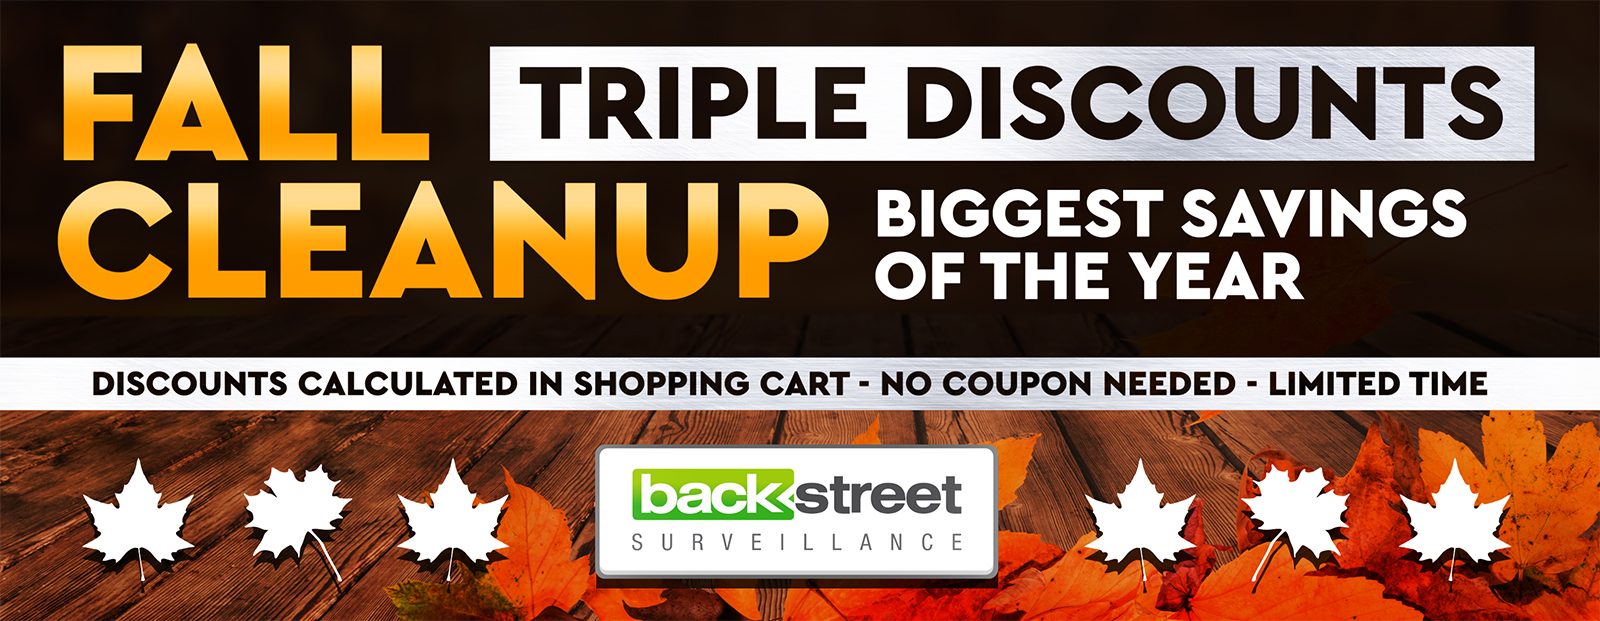 FALL
CLEANUP
TRIPLE DISCOUNTS
BIGGEST SAVINGS
OF THE YEAR
DISCOUNTS CALCULATED IN SHOPPING CART - NO COUPON NEEDED - LIMITED TIME
backstreet
SURVEILLANCE